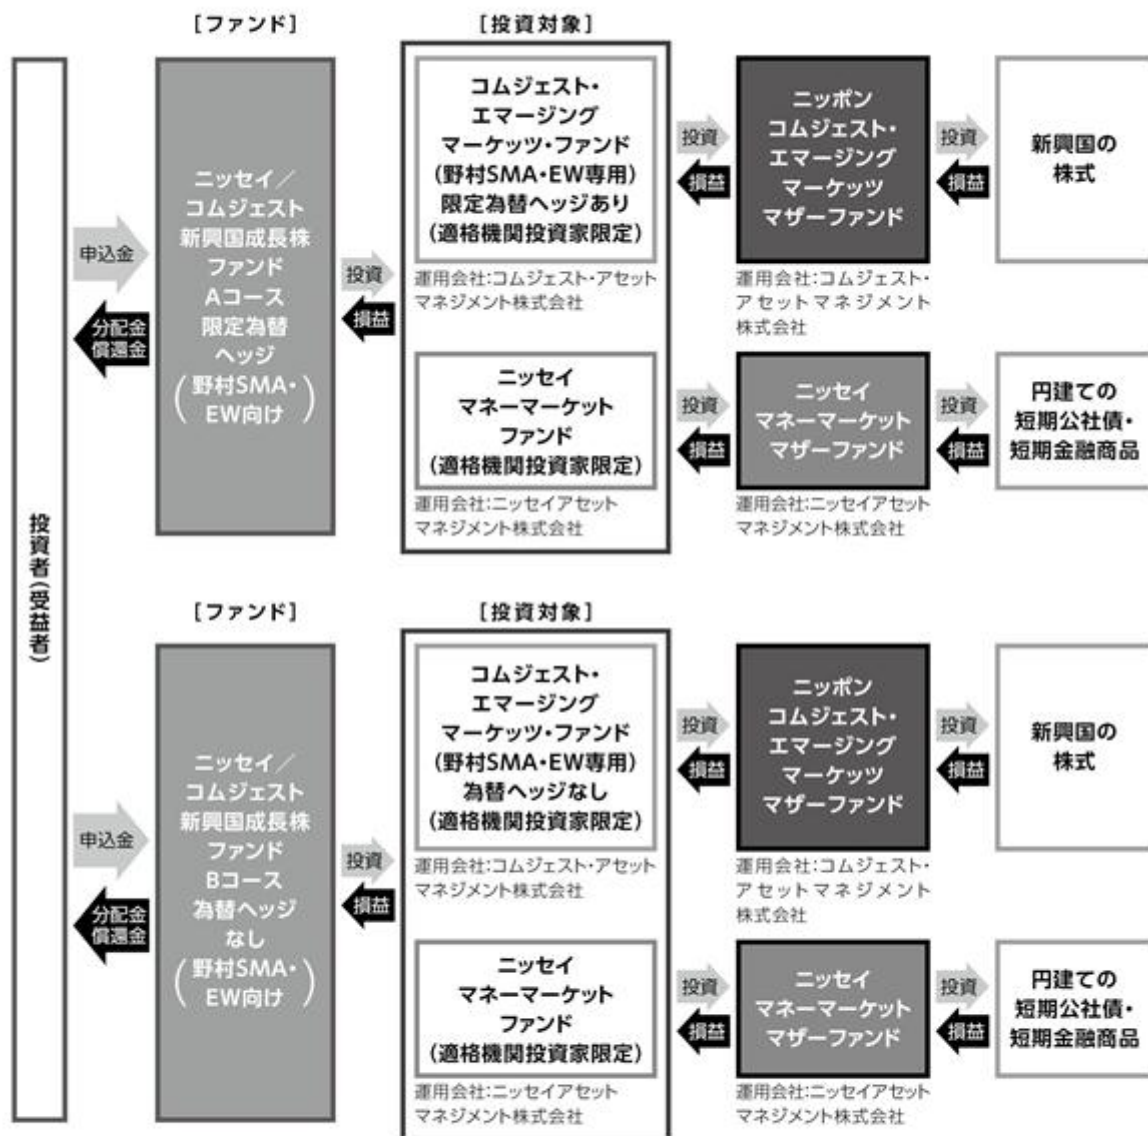 [ファンド]
[投資対象]
投資者(受益者)
申込金
分配金
償還金
ニッセイ／
コムジェスト
新興国成長株
ファンド
Aコース
限定為替
ヘッジ
(野村SMA・
EW向け)
投資
損益
コムジェスト・
エマージング
マーケッツ・ファンド
(野村SMA・EW専用)
限定為替ヘッジあり
(適格機関投資家限定)
運用会社:コムジェスト・アセット
マネジメント株式会社
投資
損益
ニッポン
コムジェスト・
エマージング
マーケッツ
マザーファンド
運用会社:コムジェスト・
アセットマネジメント
株式会社
投資
損益
新興国の
株式
ニッセイ
マネーマーケット
ファンド
(適格機関投資家限定)
運用会社:ニッセイアセット
マネジメント株式会社
投資
損益
ニッセイ
マネーマーケット
マザーファンド
運用会社:ニッセイアセット
マネジメント株式会社
投資
損益
円建ての
短期公社債・
短期金融商品
[ファンド]
[投資対象]
申込金
分配金
償還金
ニッセイ／
コムジェスト
新興国成長株
ファンド
Bコース
為替ヘッジ
なし
(野村SMA・
EW向け)
投資
損益
コムジェスト・
エマージング
マーケッツ・ファンド
(野村SMA・EW専用)
為替ヘッジなし
(適格機関投資家限定)
運用会社:コムジェスト・アセット
マネジメント株式会社
投資
損益
ニッポン
コムジェスト・
エマージング
マーケッツ
マザーファンド
運用会社:コムジェスト・
アセットマネジメント
株式会社
投資
損益
新興国の
株式
ニッセイ
マネーマーケット
ファンド
(適格機関投資家限定)
運用会社:ニッセイアセット
マネジメント株式会社
投資
損益
ニッセイ
マネーマーケット
マザーファンド
運用会社:ニッセイアセット
マネジメント株式会社
投資
損益
円建ての
短期公社債・
短期金融商品